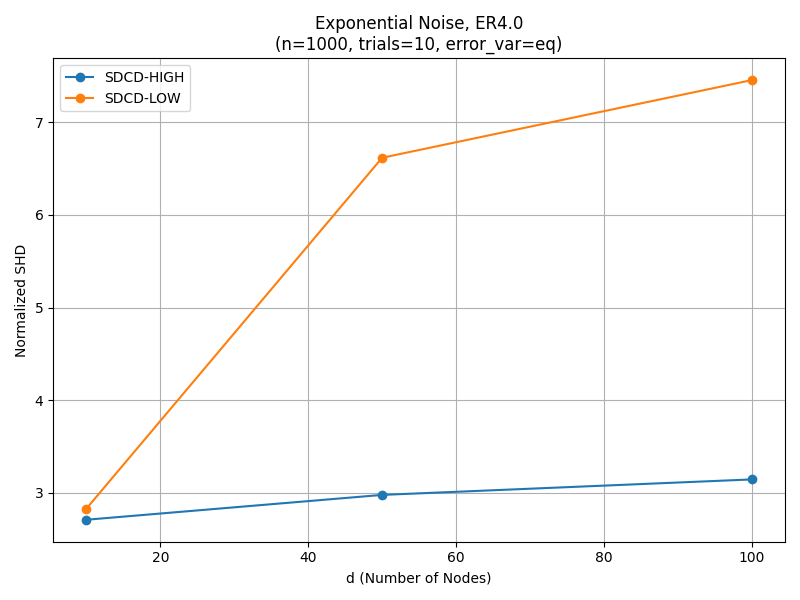 Exponential Noise, ER4.0
(n=1000, trials=10, error_var=eq)
SDCD-HIGH
SDCD-LOW
Normalized SHD
7
6
5
4
3
20 40 60 80 100
d (Number of Nodes)